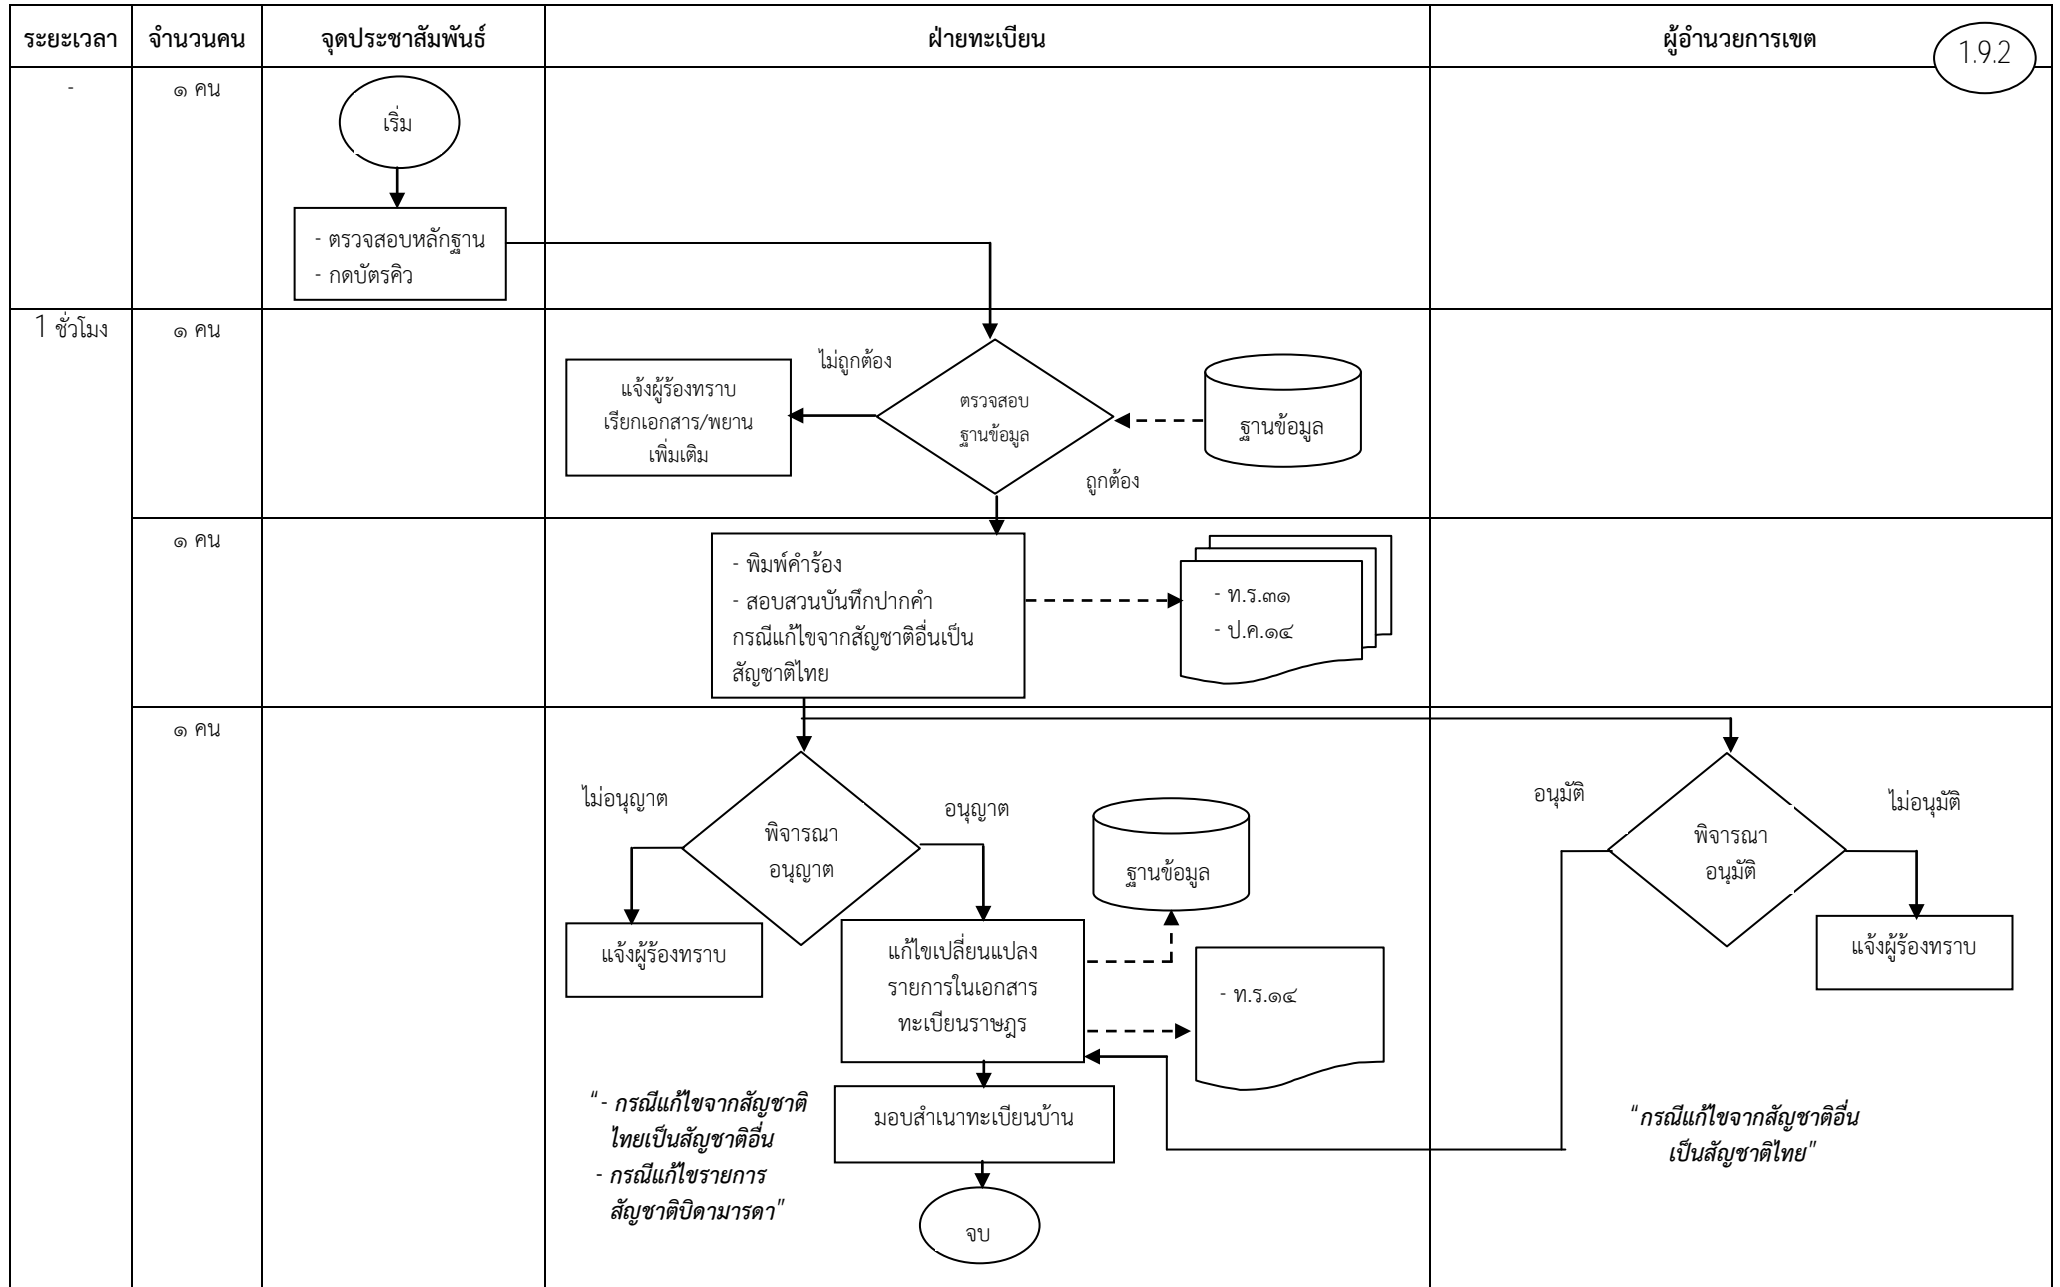 ระยะเวลา
จำนวนคน
จุดประชาสัมพันธ์
ฝ่ายทะเบียน
ผู้อำนวยการเขต
1.9.2
-
๑ คน
เริ่ม
- ตรวจสอบหลักฐาน
- กดบัตรคิว
1 ชั่วโมง
๑ คน
ไม่ถูกต้อง
แจ้งผู้ร้องทราบ
เรียกเอกสาร/พยาน
เพิ่มเติม
ตรวจสอบ
ฐานข้อมูล
ฐานข้อมูล
ถูกต้อง
๑ คน
- พิมพ์คำร้อง
- สอบสวนบันทึกปากคำ
กรณีแก้ไขจากสัญชาติอื่นเป็น
สัญชาติไทย
- ท.ร.๓๑
- ป.ค.๑๔
๑ คน
ไม่อนุญาต
พิจารณา
อนุญาต
อนุญาต
ฐานข้อมูล
อนุมัติ
พิจารณา
อนุมัติ
ไม่อนุมัติ
แจ้งผู้ร้องทราบ
แก้ไขเปลี่ยนแปลง
รายการในเอกสาร
ทะเบียนราษฎร
- ท.ร.๑๔
แจ้งผู้ร้องทราบ
"- กรณีแก้ไขจากสัญชาติ
ไทยเป็นสัญชาติอื่น
- กรณีแก้ไขรายการ
สัญชาติบิดามารดา"
มอบสำเนาทะเบียนบ้าน
"กรณีแก้ไขจากสัญชาติอื่น
เป็นสัญชาติไทย"
จบ